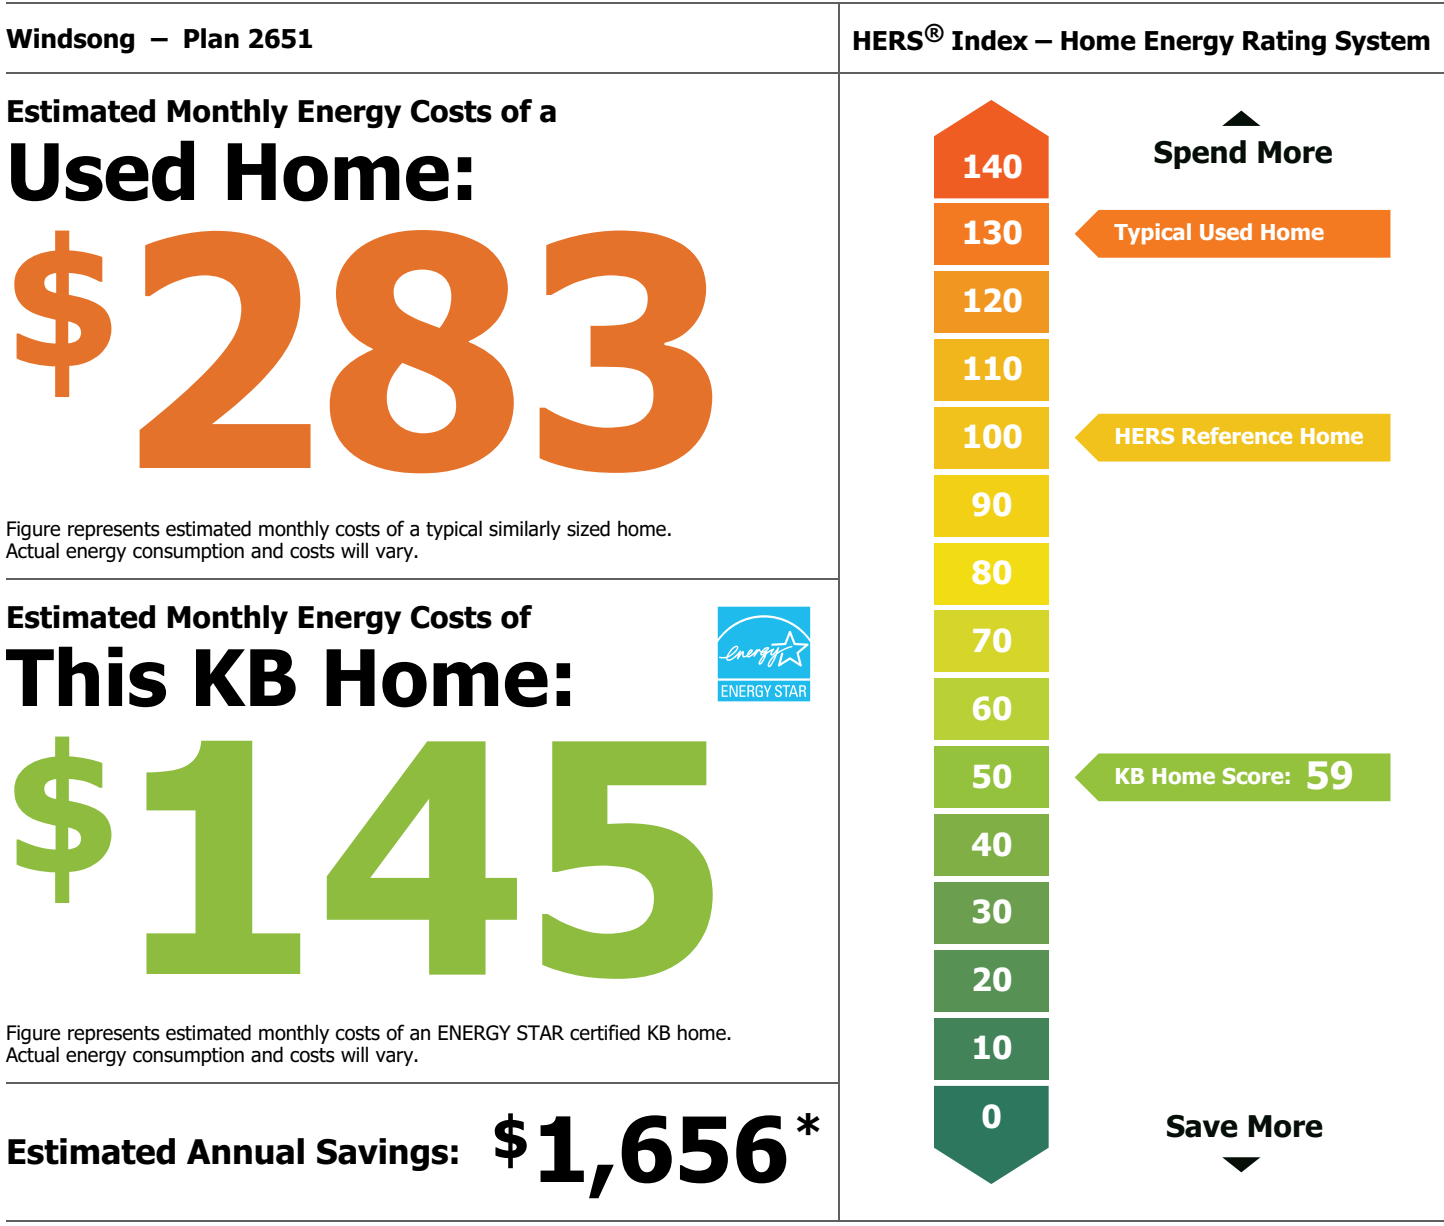 Windsong – Plan 2651
Estimated Monthly Energy Costs of a
Used Home:
$283
Figure represents estimated monthly costs of a typical similarly sized home.
Actual energy consumption and costs will vary.
Estimated Monthly Energy Costs of
This KB Home:
energy
ENERGY STAR
$145
Figure represents estimated monthly costs of an ENERGY STAR certified KB home.
Actual energy consumption and costs will vary.
Estimated Annual Savings: $1,656*
HERS® Index – Home Energy Rating System
Spend More
140
130 Typical Used Home
120
110
100 HERS Reference Home
90
80
70
60
50 KB Home Score: 59
40
30
20
10
0
Save More